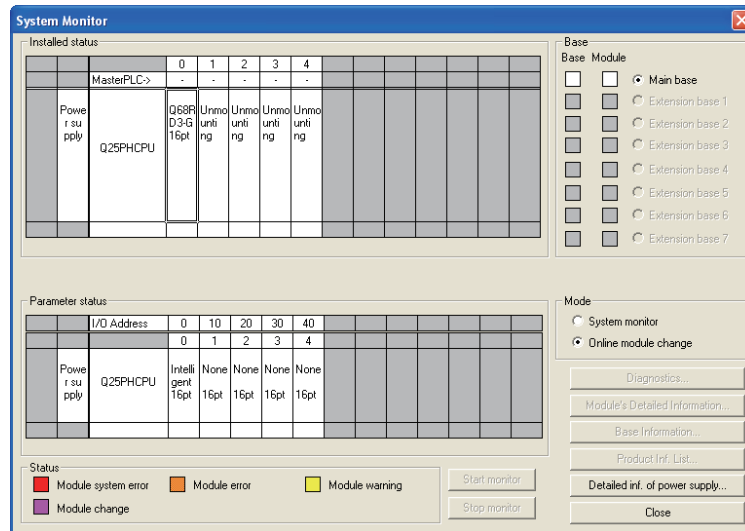 System Monitor
Installed status
0 1 2 3 4
MasterPLC-> - - - - -
Powe Q68R Unmo Unmo Unmo Unmo
r su D3-G unti unti unti unti
pply Q25PHCPU 16pt ng ng ng ng
Base
Base Module
Main base
Extension base 1
Extension base 2
Extension base 3
Extension base 4
Extension base 5
Extension base 6
Extension base 7
Parameter status
I/O Address 0 10 20 30 40
0 1 2 3 4
Powe Intelli None None None None
r su Q25PHCPU gent
pply 16pt 16pt 16pt 16pt 16pt
Mode
System monitor
Online module change
Diagnostics...
Module's Detailed Information...
Base Information...
Product Inf. List...
Detailed inf. of power supply...
Close
Status
Module system error Module error Module warning
Module change
Start monitor
Stop monitor